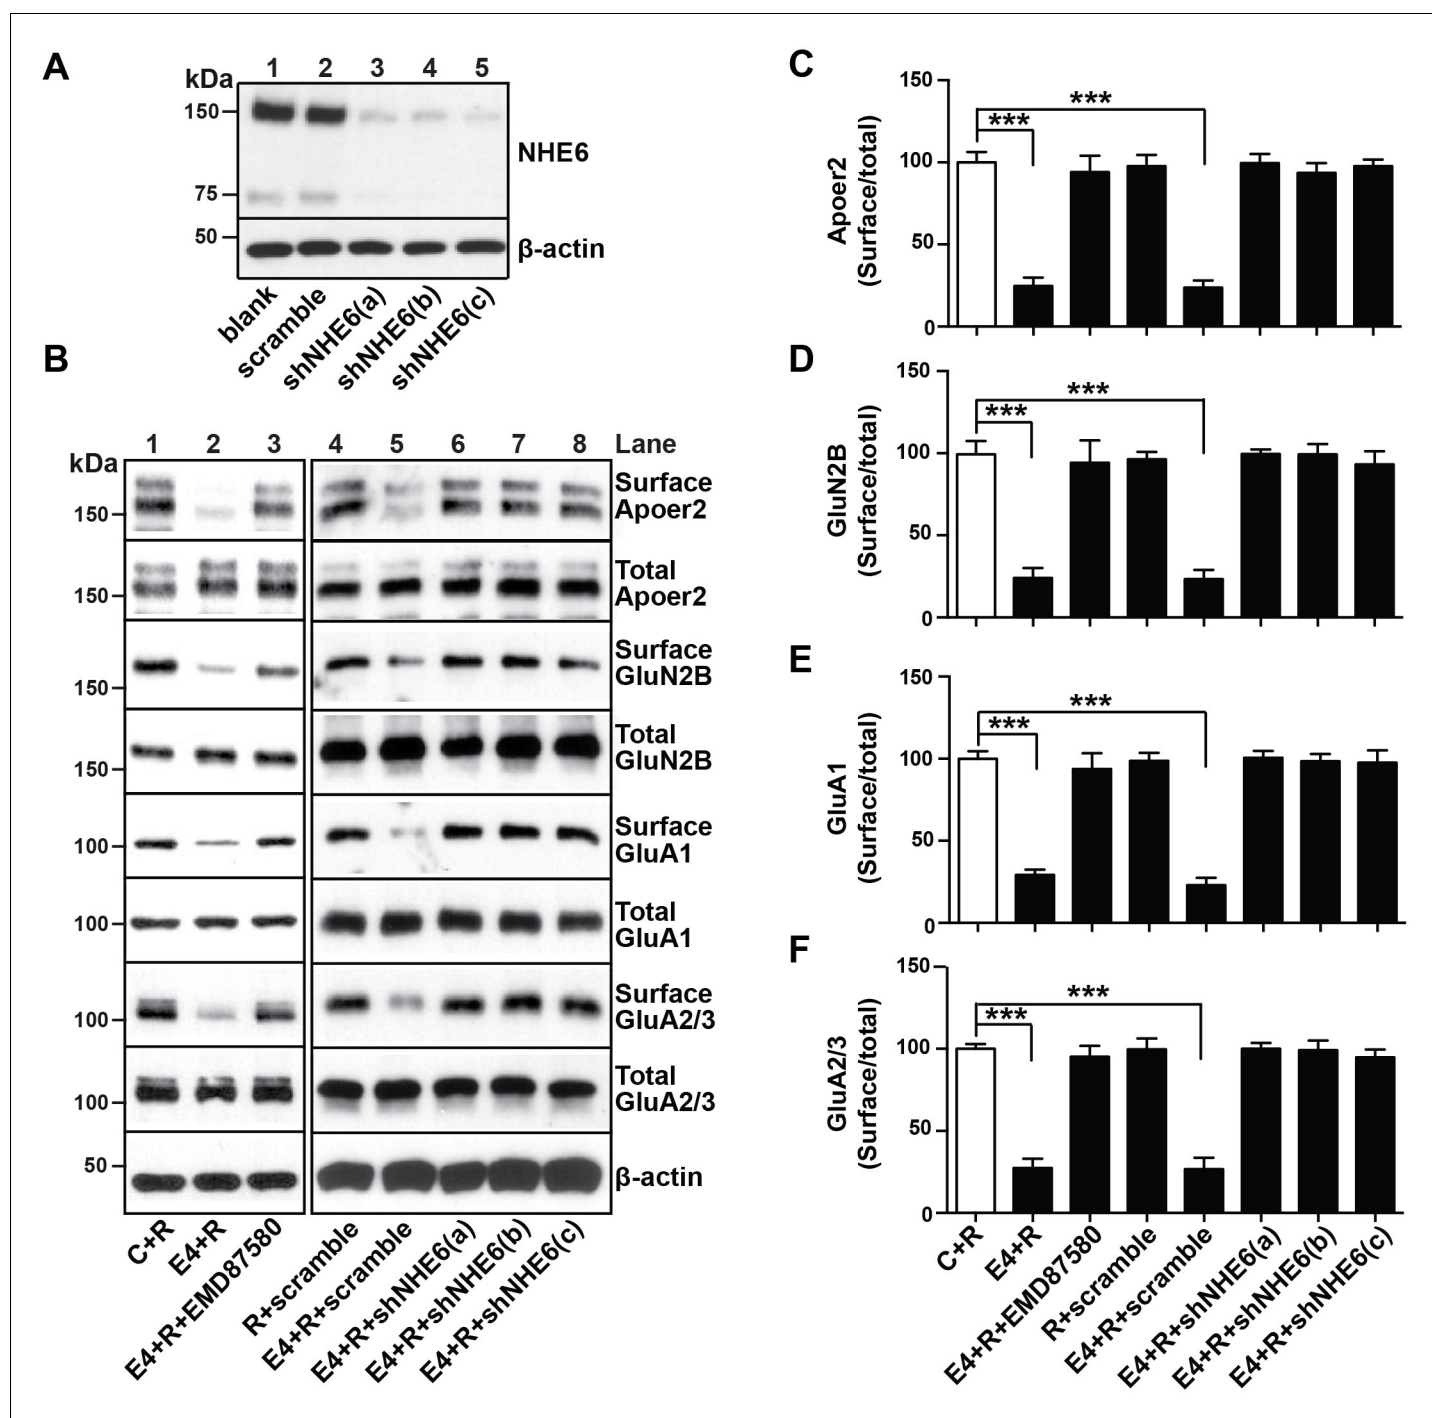 A
kDa
1 2 3 4 5
150
NHE6
75
50
β-actin
blank
scramble
shNHE6(a)
shNHE6(b)
shNHE6(c)
B
1 2 3 4 5 6 7 8 Lane
kDa
Surface
Apoer2
150
Total
Apoer2
150
Surface
GluN2B
150
Total
GluN2B
150
Surface
GluA1
100
Total
GluA1
100
Surface
GluA2/3
100
Total
GluA2/3
100
50
β-actin
C+R
E4+R
E4+R+EMD87580
R+scramble
E4+R+scramble
E4+R+shNHE6(a)
E4+R+shNHE6(b)
E4+R+shNHE6(c)
C
Apoer2
(Surface/total)
150
100
50
0
***
***
D
GluN2B
(Surface/total)
150
100
50
0
***
***
E
GluA1
(Surface/total)
150
100
50
0
***
***
F
GluA2/3
(Surface/total)
150
100
50
0
***
***
C+R
E4+R
E4+R+EMD87580
R+scramble
E4+R+scramble
E4+R+shNHE6(a)
E4+R+shNHE6(b)
E4+R+shNHE6(c)